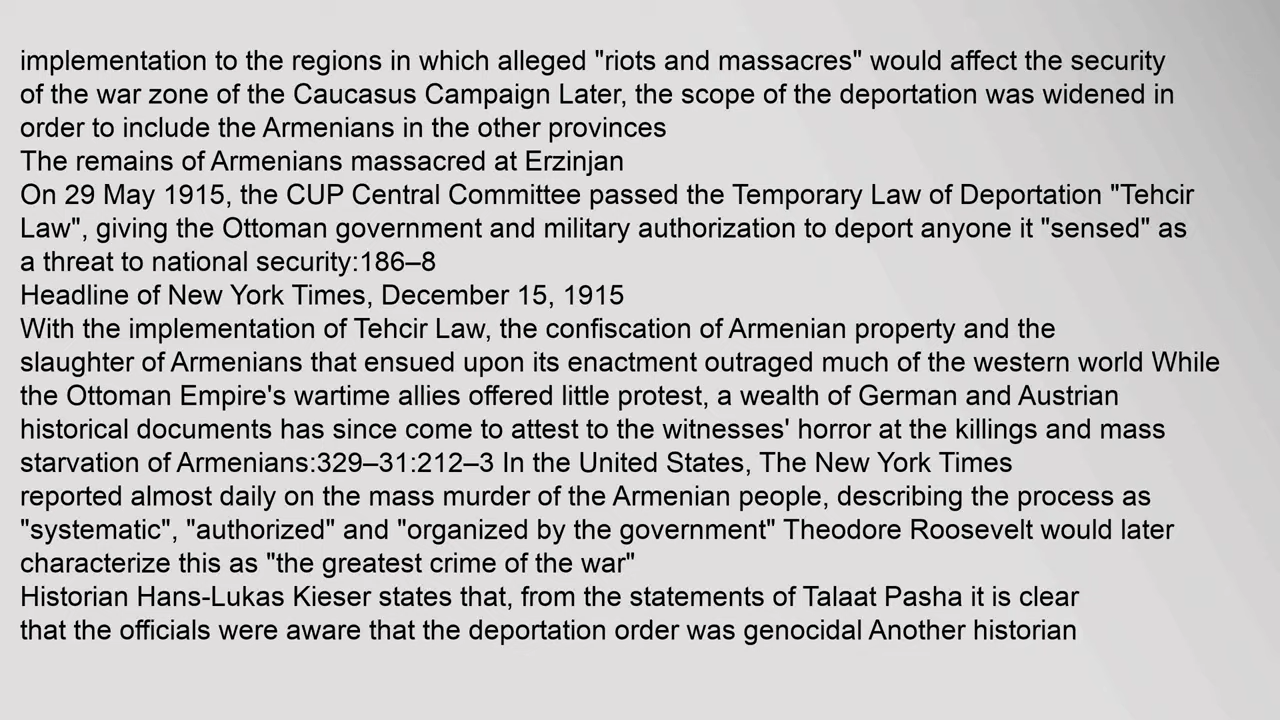 implementation to the regions in which alleged "riots and massacres" would affect the security
of the war zone of the Caucasus Campaign Later, the scope of the deportation was widened in
order to include the Armenians in the other provinces
The remains of Armenians massacred at Erzinjan
On 29 May 1915, the CUP Central Committee passed the Temporary Law of Deportation "Tehcir
Law", giving the Ottoman government and military authorization to deport anyone it "sensed" as
a threat to national security:186–8
Headline of New York Times, December 15, 1915
With the implementation of Tehcir Law, the confiscation of Armenian property and the
slaughter of Armenians that ensued upon its enactment outraged much of the western world While
the Ottoman Empire's wartime allies offered little protest, a wealth of German and Austrian
historical documents has since come to attest to the witnesses' horror at the killings and mass
starvation of Armenians:329–31:212–3 In the United States, The New York Times
reported almost daily on the mass murder of the Armenian people, describing the process as
"systematic", "authorized" and "organized by the government" Theodore Roosevelt would later
characterize this as "the greatest crime of the war"
Historian Hans-Lukas Kieser states that, from the statements of Talaat Pasha it is clear
that the officials were aware that the deportation order was genocidal Another historian